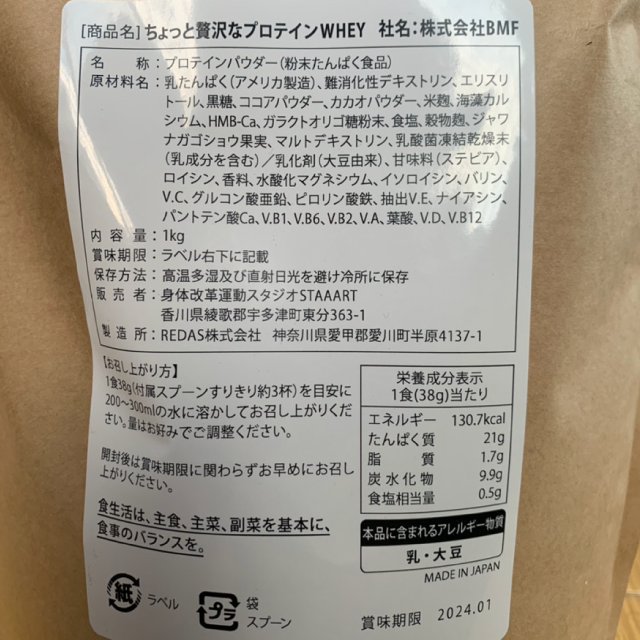 [商品名] ちょっと贅沢なプロテインWHEY 社名：株式会社BMF
名称：プロテインパウダー（粉末たんぱく食品）
原材料名：乳たんぱく（アメリカ製造）、難消化性デキストリン、エリスリ
トール、黒糖、ココアパウダー、カカオパウダー、米麹、海藻カル
シウム、HMB-Ca、ガラクトオリゴ糖粉末、食塩、穀物麹、ジャワ
ナガゴショウ果実、マルトデキストリン、乳酸菌凍結乾燥末
（乳成分を含む）／乳化剤（大豆由来）、甘味料（ステビア）、
ロイシン、香料、水酸化マグネシウム、イソロイシン、バリン、
V.C、グルコン酸亜鉛、ピロリン酸鉄、抽出V.E、ナイアシン、
パントテン酸Ca、V.B1、V.B6、V.B2、V.A、葉酸、V.D、V.B12
内容量：1kg
賞味期限：ラベル右下に記載
保存方法：高温多湿及び直射日光を避け冷所に保存
販売者：身体改革運動スタジオSTAAART
香川県綾歌郡宇多津町東分363-1
製造所：REDAS株式会社 神奈川県愛甲郡愛川町半原4137-1
【お召し上がり方】
1食38g（付属スプーンすりきり約3杯）を目安に
200〜300mlの水に溶かしてお召し上がりくだ
さい。量はお好みでご調整ください。
開封後は賞味期限に関わらずお早めにお召し
上がりください。
食生活は、主食、主菜、副菜を基本に、
食事のバランスを。
栄養成分表示
1食(38g)当たり
エネルギー 130.7kcal
たんぱく質 21g
脂質 1.7g
炭水化物 9.9g
食塩相当量 0.5g
本品に含まれるアレルギー物質
乳・大豆
MADE IN JAPAN
紙 ラベル
プラ 袋
スプーン
賞味期限 2024.01